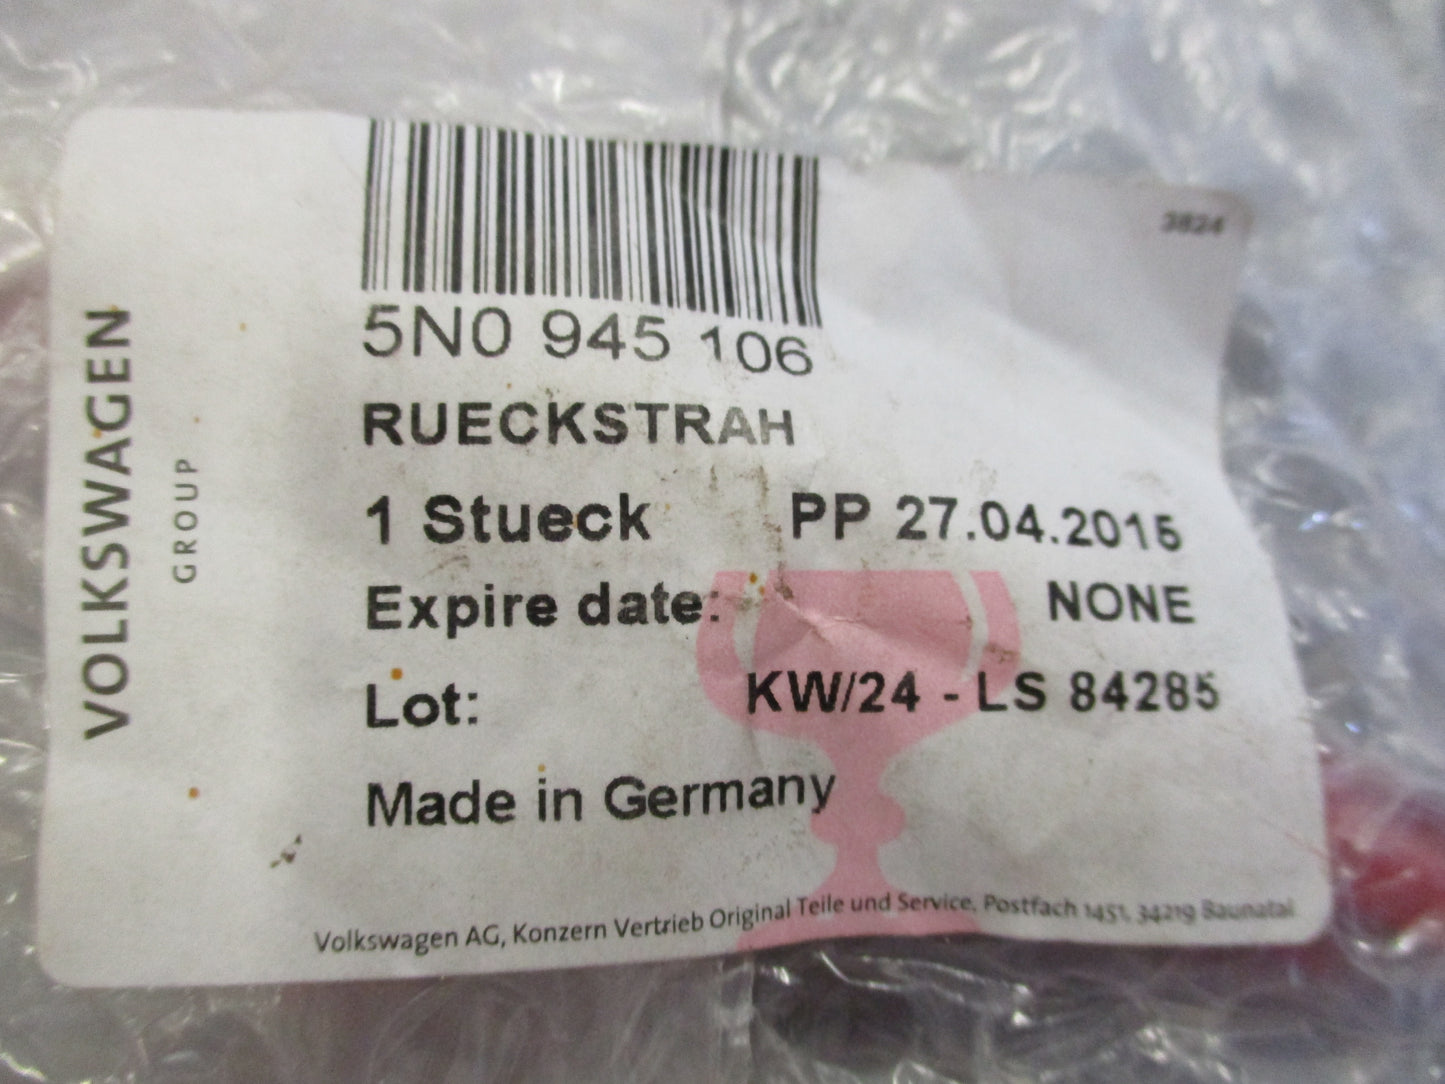 VOLKSWAGEN
GROUP
3824
5N0 945 106
RUECKSTRAH
1 Stueck PP 27.04.2015
Expire date: NONE
Lot: KW/24 - LS 84285
Made in Germany
Volkswagen AG, Konzern Vertrieb Original Teile und Service, Postfach 1451, 34219 Baunatal